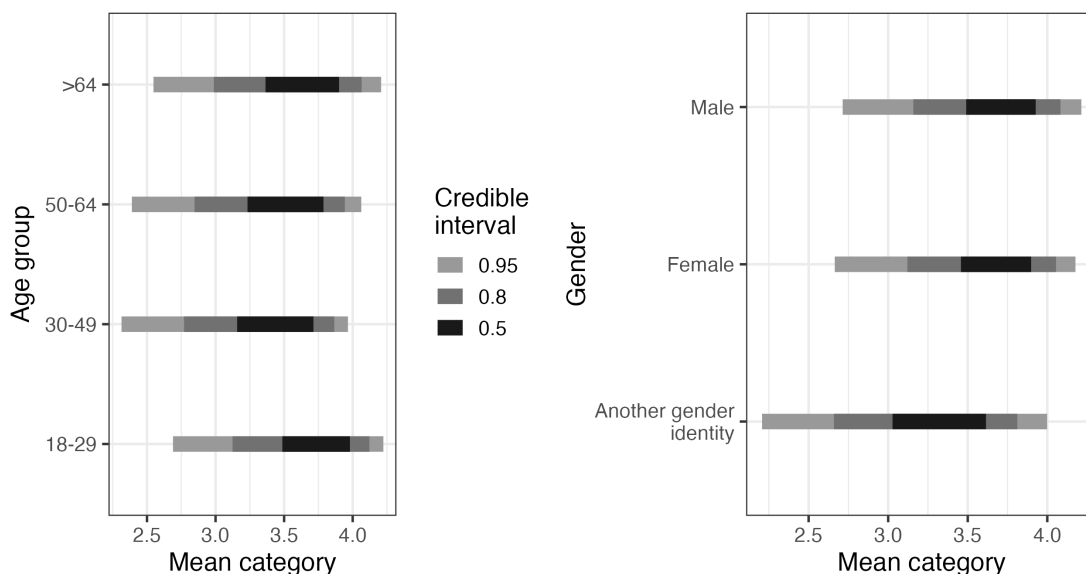 Age group
>64
50-64
30-49
18-29
2.5 3.0 3.5 4.0
Mean category
Credible
interval
0.95
0.8
0.5
Gender
Male
Female
Another gender
identity
2.5 3.0 3.5 4.0
Mean category